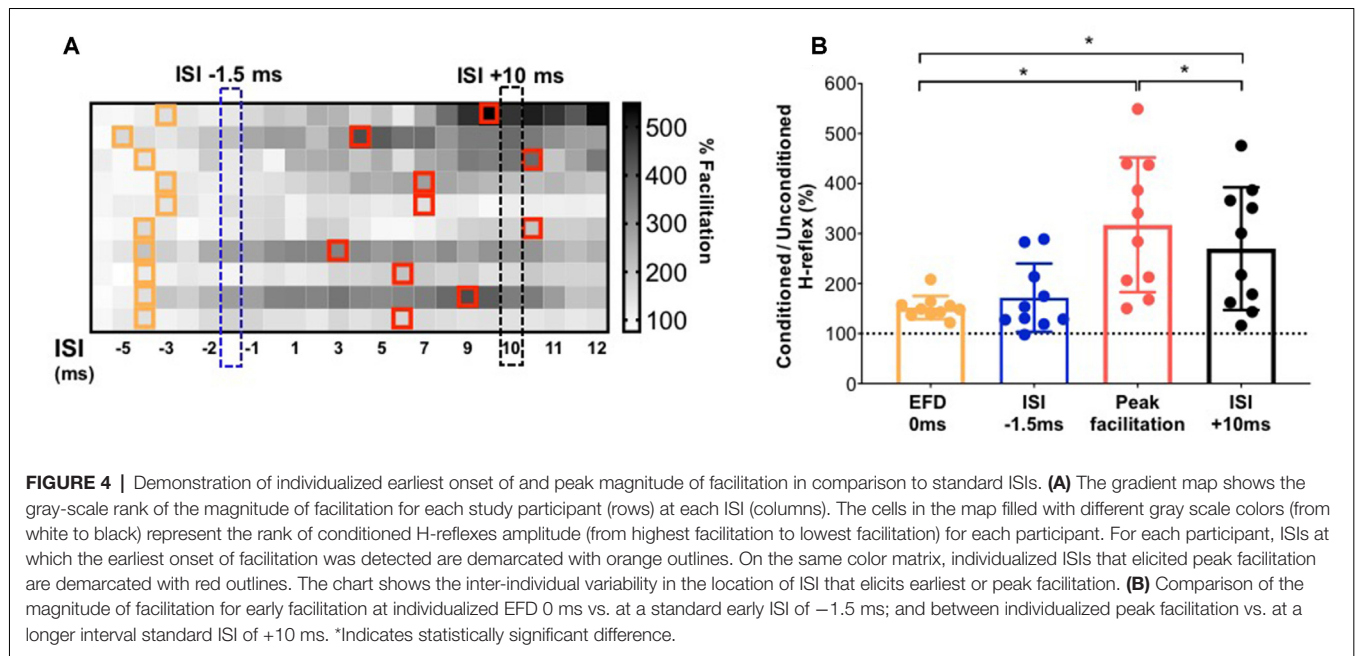 A
ISI -1.5 ms
ISI +10 ms
500
400
300
200
100
% Facilitation
ISI
(ms)
-5 -3 -2 -1 1 3 5 7 9 10 11 12
B
*
*
*
Conditioned / Unconditioned
H-reflex (%)
600
500
400
300
200
100
0
EFD
0ms
ISI
-1.5ms
Peak
facilitation
ISI
+10ms
FIGURE 4 | Demonstration of individualized earliest onset of and peak magnitude of facilitation in comparison to standard ISIs. (A) The gradient map shows the
gray-scale rank of the magnitude of facilitation for each study participant (rows) at each ISI (columns). The cells in the map filled with different gray scale colors (from
white to black) represent the rank of conditioned H-reflexes amplitude (from highest facilitation to lowest facilitation) for each participant. For each participant, ISIs at
which the earliest onset of facilitation was detected are demarcated with orange outlines. On the same color matrix, individualized ISIs that elicited peak facilitation
are demarcated with red outlines. The chart shows the inter-individual variability in the location of ISI that elicits earliest or peak facilitation. (B) Comparison of the
magnitude of facilitation for early facilitation at individualized EFD 0 ms vs. at a standard early ISI of −1.5 ms; and between individualized peak facilitation vs. at a
longer interval standard ISI of +10 ms. *Indicates statistically significant difference.